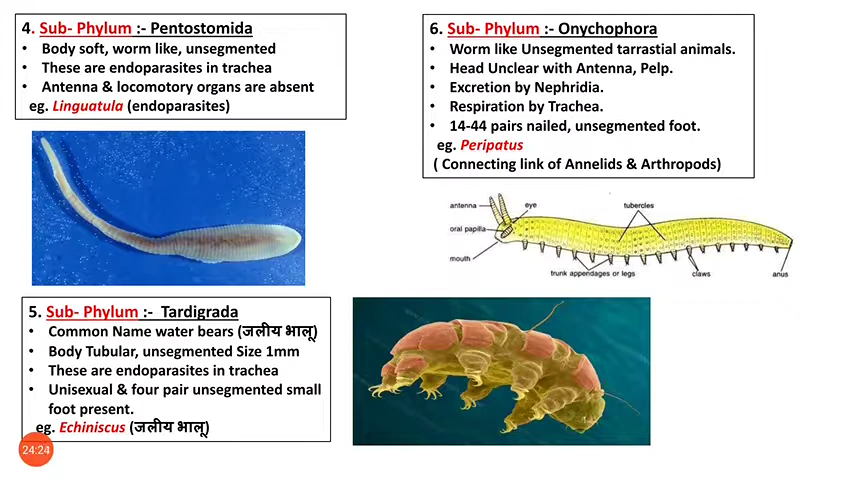 4. Sub- Phylum :- Pentostomida
• Body soft, worm like, unsegmented
• These are endoparasites in trachea
• Antenna & locomotory organs are absent
eg. Linguatula (endoparasites)
5. Sub- Phylum :- Tardigrada
• Common Name water bears (जलीय भालू)
• Body Tubular, unsegmented Size 1mm
• These are endoparasites in trachea
• Unisexual & four pair unsegmented small
foot present.
eg. Echiniscus (जलीय भालू)
24:24
6. Sub- Phylum :- Onychophora
• Worm like Unsegmented tarrastial animals.
• Head Unclear with Antenna, Pelp.
• Excretion by Nephridia.
• Respiration by Trachea.
• 14-44 pairs nailed, unsegmented foot.
eg. Peripatus
( Connecting link of Annelids & Arthropods)
antenna
eye
tubercles
oral papilla
mouth
trunk appendages or legs
claws
anus